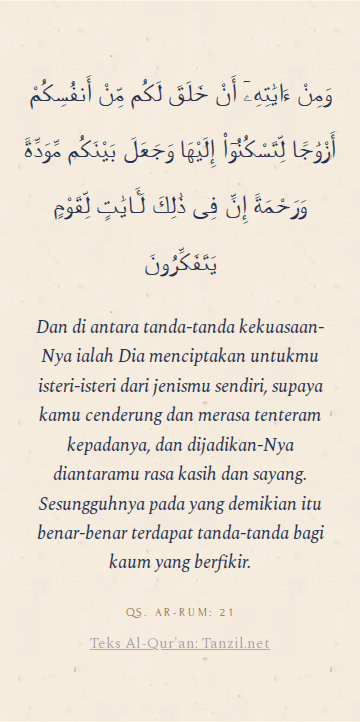 وَمِنْ ءَايَٰتِهِۦٓ أَنْ خَلَقَ لَكُم مِّنْ أَنفُسِكُمْ
أَزْوَٰجًا لِّتَسْكُنُوٓا۟ إِلَيْهَا وَجَعَلَ بَيْنَكُم مَّوَدَّةً
وَرَحْمَةً إِنَّ فِى ذَٰلِكَ لَءَايَٰتٍ لِّقَوْمٍ
يَتَفَكَّرُونَ
Dan di antara tanda-tanda kekuasaan-
Nya ialah Dia menciptakan untukmu
isteri-isteri dari jenismu sendiri, supaya
kamu cenderung dan merasa tenteram
kepadanya, dan dijadikan-Nya
diantaramu rasa kasih dan sayang.
Sesungguhnya pada yang demikian itu
benar-benar terdapat tanda-tanda bagi
kaum yang berfikir.
QS. AR-RUM: 21
Teks Al-Qur'an: Tanzil.net